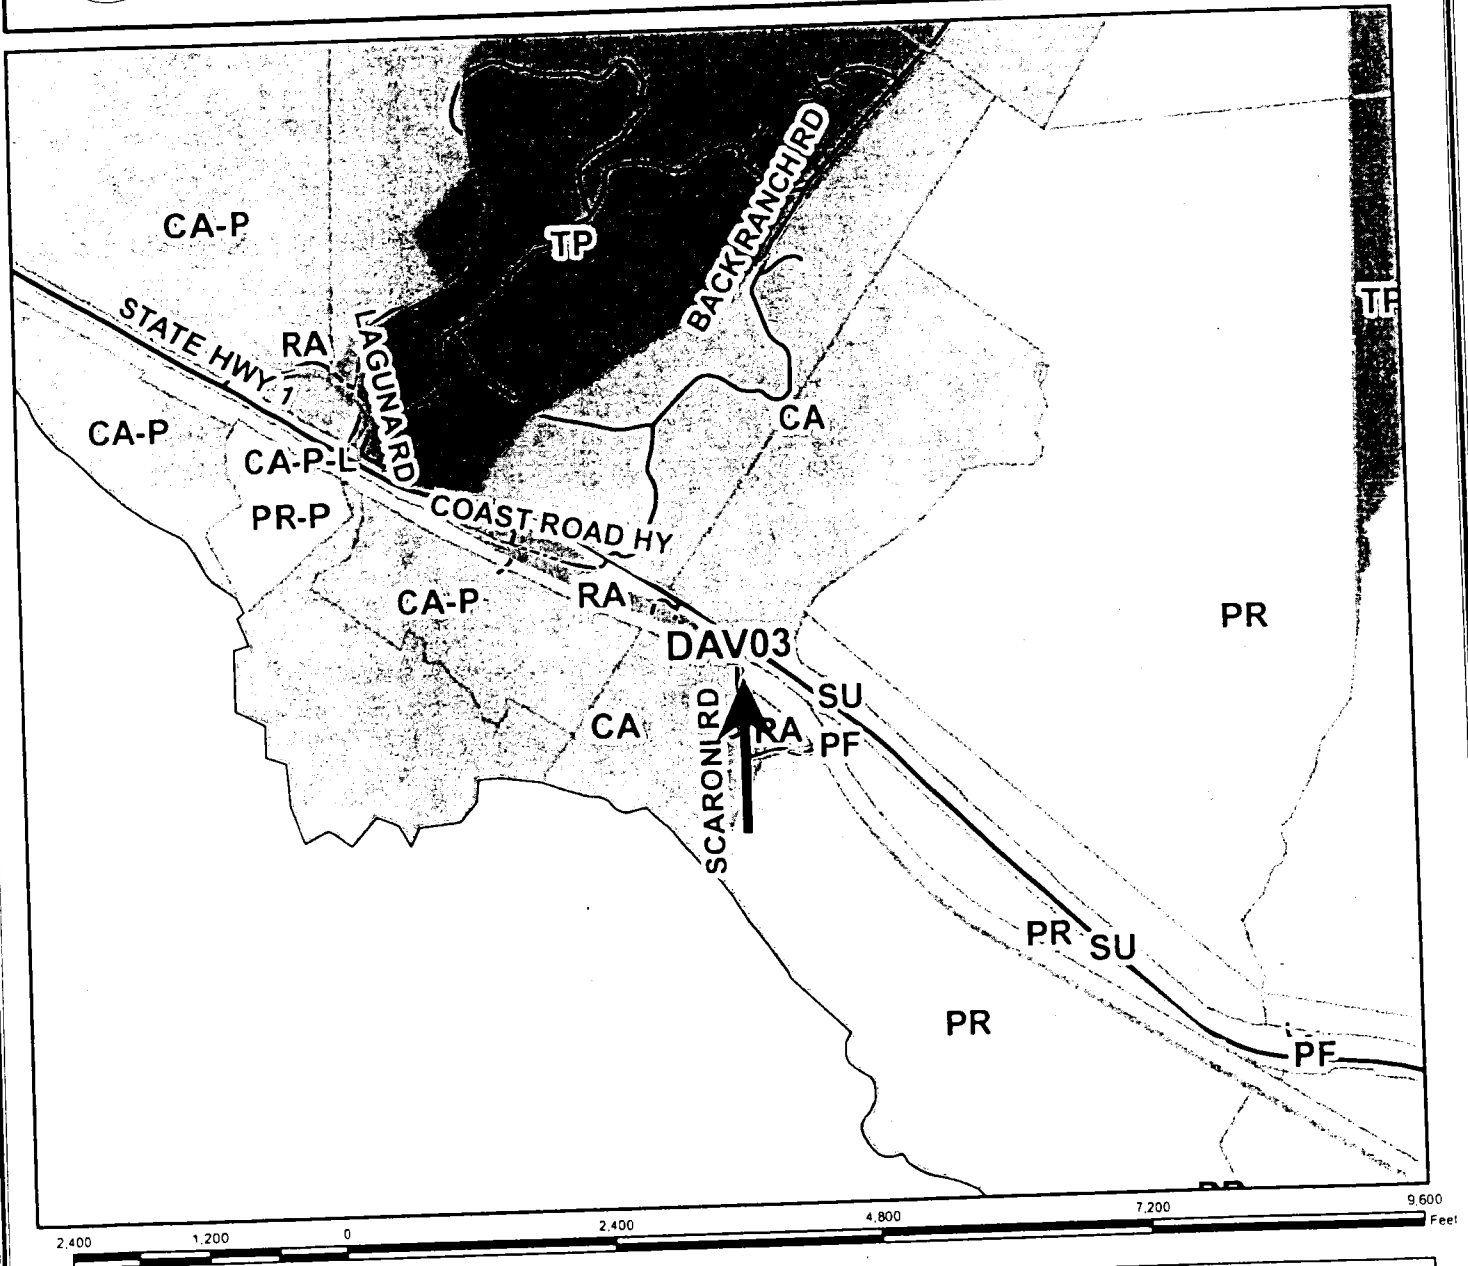 CA-P
TP
BACK RANCH RD
TP
STATE HWY 1
RA
LAGUNA RD
CA-P
CA-P-L
CA
PR-P
COAST ROAD HY
CA-P
RA
PR
DAV03
SU
CA
SCARONI RD
RA
PF
PR
SU
PR
PF
2,400
1,200
0
2,400
4,800
7,200
9,600
Feet